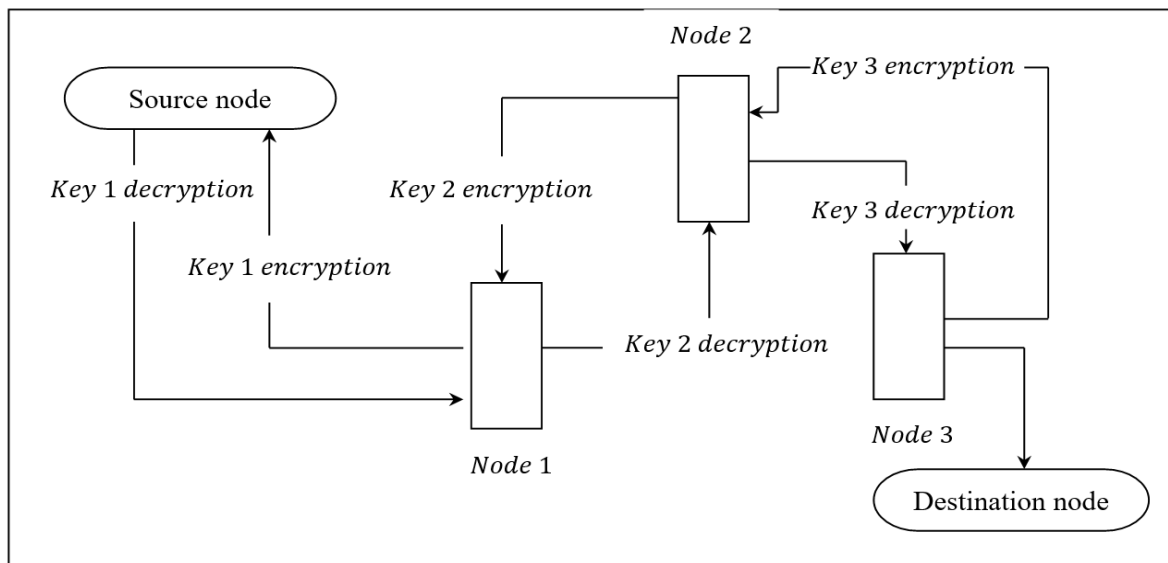 Node 2
Key 3 encryption
Source node
Key 1 decryption
Key 2 encryption
Key 3 decryption
Key 1 encryption
Key 2 decryption
Node 3
Node 1
Destination node